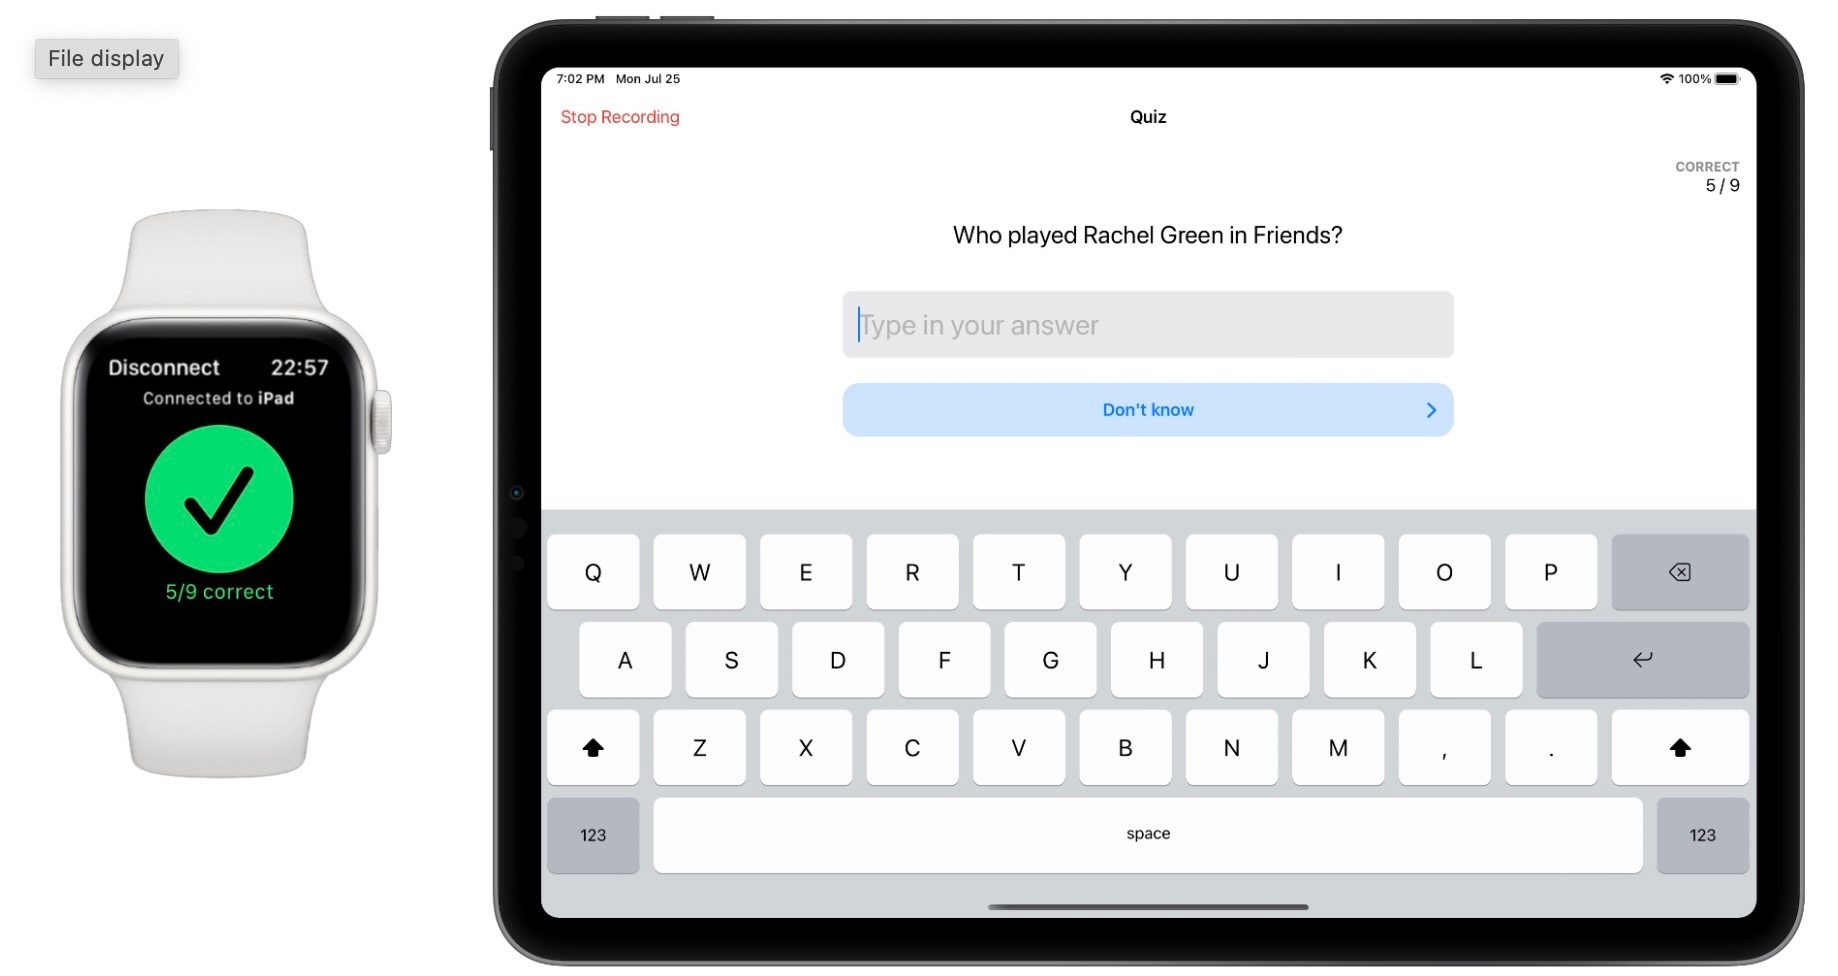 File display
Disconnect 22:57
Connected to iPad
5/9 correct
7:02 PM Mon Jul 25 100%
Stop Recording Quiz
CORRECT
5 / 9
Who played Rachel Green in Friends?
Type in your answer
Don't know
Q W E R T Y U I O P
A S D F G H J K L
Z X C V B N M , .
123 space 123